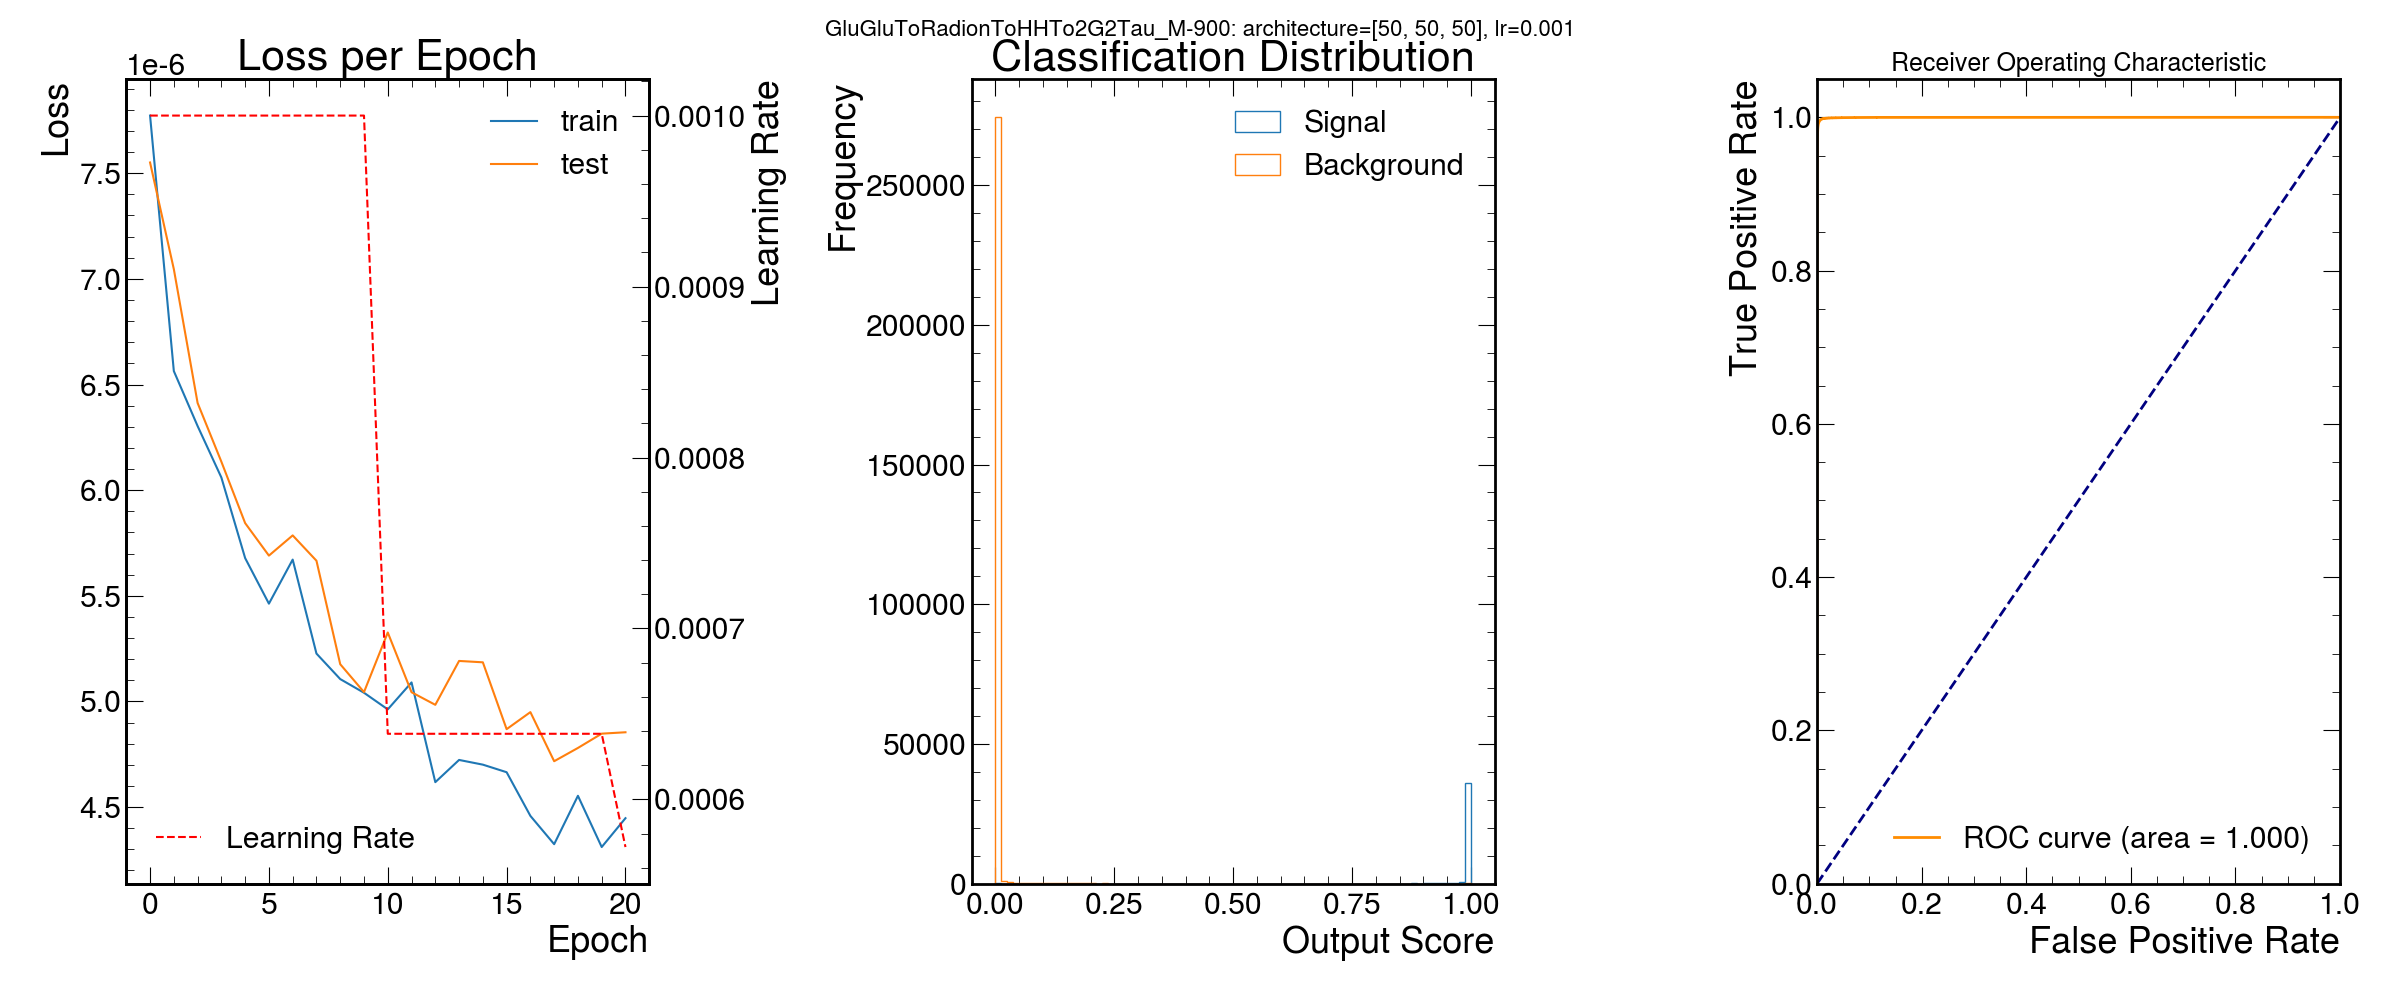 GluGluToRadionToHHTo2G2Tau_M-900: architecture=[50, 50, 50], lr=0.001
Loss per Epoch
1e-6
Loss
7.5
7.0
6.5
6.0
5.5
5.0
4.5
train
test
Learning Rate
0 5 10 15 20
Epoch
0.0010
0.0009
0.0008
0.0007
0.0006
Learning Rate
Classification Distribution
Frequency
250000
200000
150000
100000
50000
0
Signal
Background
0.00 0.25 0.50 0.75 1.00
Output Score
Receiver Operating Characteristic
True Positive Rate
1.0
0.8
0.6
0.4
0.2
0.0
ROC curve (area = 1.000)
0.0 0.2 0.4 0.6 0.8 1.0
False Positive Rate